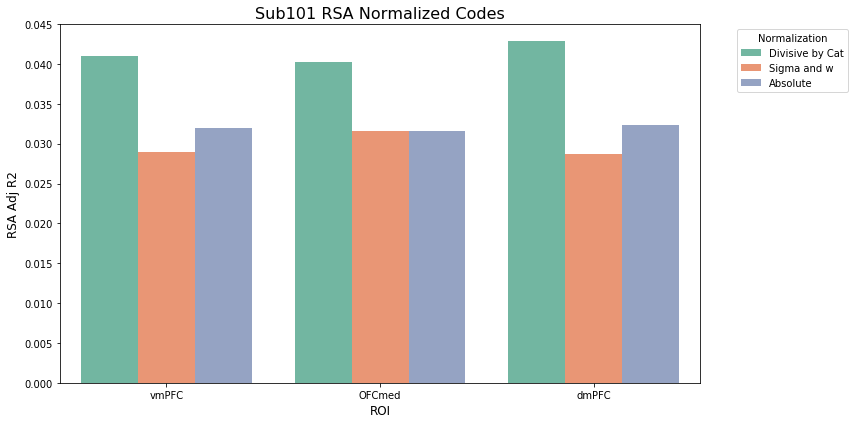 Sub101 RSA Normalized Codes
RSA Adj R2
0.045
0.040
0.035
0.030
0.025
0.020
0.015
0.010
0.005
0.000
vmPFC
OFCmed
dmPFC
ROI
Normalization
Divisive by Cat
Sigma and w
Absolute